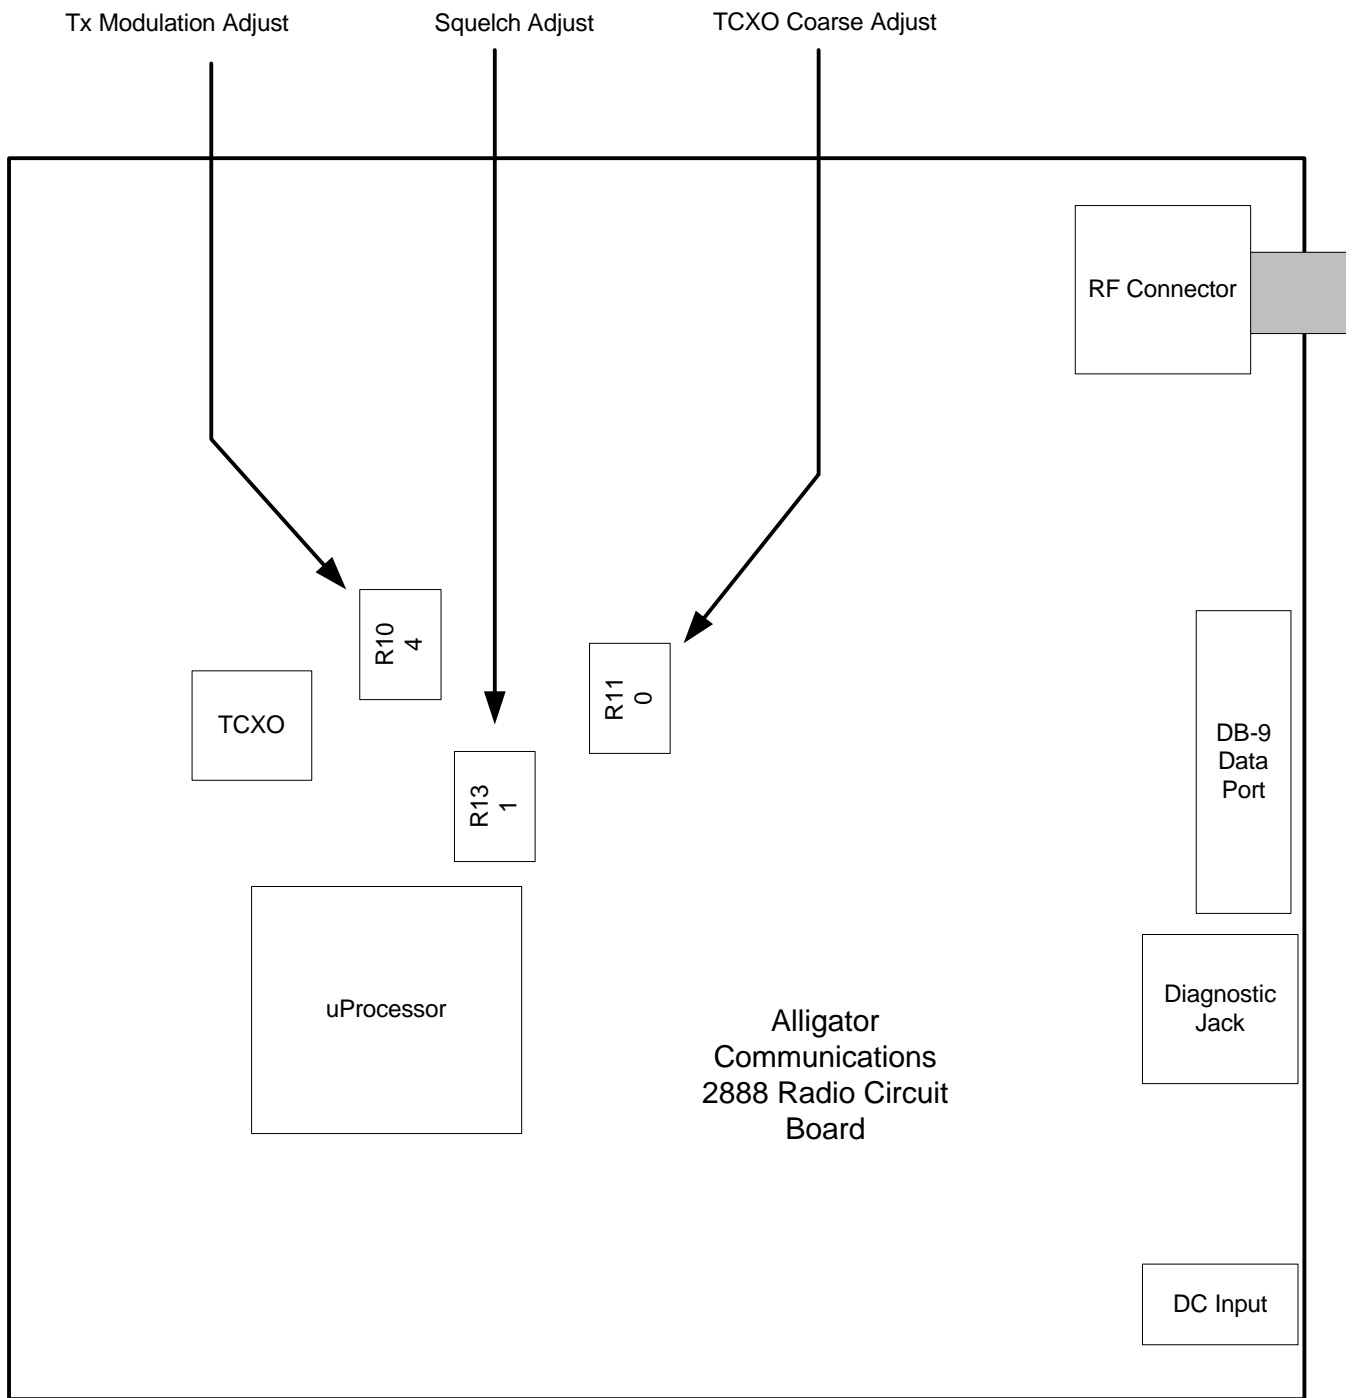 Tx Modulation Adjust
Squelch Adjust
TCXO Coarse Adjust
RF Connector
R10
4
R11
0
TCXO
DB-9
Data
Port
R13
1
uProcessor
Diagnostic
Jack
Alligator
Communications
2888 Radio Circuit
Board
DC Input